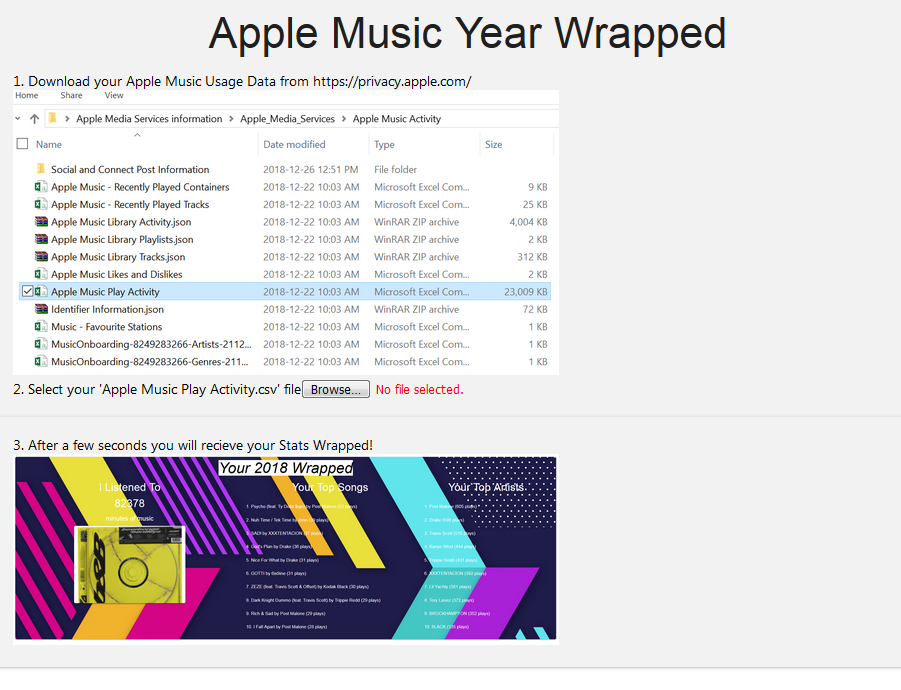 Apple Music Year Wrapped
1. Download your Apple Music Usage Data from https://privacy.apple.com/
Home Share View
Apple Media Services information > Apple_Media_Services > Apple Music Activity
Name Date modified Type Size
Social and Connect Post Information 2018-12-26 12:51 PM File folder
Apple Music - Recently Played Containers 2018-12-22 10:03 AM Microsoft Excel Com... 9 KB
Apple Music - Recently Played Tracks 2018-12-22 10:03 AM Microsoft Excel Com... 25 KB
Apple Music Library Activity.json 2018-12-22 10:03 AM WinRAR ZIP archive 4,004 KB
Apple Music Library Playlists.json 2018-12-22 10:03 AM WinRAR ZIP archive 2 KB
Apple Music Library Tracks.json 2018-12-22 10:03 AM WinRAR ZIP archive 312 KB
Apple Music Likes and Dislikes 2018-12-22 10:03 AM Microsoft Excel Com... 2 KB
Apple Music Play Activity 2018-12-22 10:03 AM Microsoft Excel Com... 23,009 KB
Identifier Information.json 2018-12-22 10:03 AM WinRAR ZIP archive 72 KB
Music - Favourite Stations 2018-12-22 10:03 AM Microsoft Excel Com... 1 KB
MusicOnboarding-8249283266-Artists-2112... 2018-12-22 10:03 AM Microsoft Excel Com... 1 KB
MusicOnboarding-8249283266-Genres-211... 2018-12-22 10:03 AM Microsoft Excel Com... 1 KB
2. Select your 'Apple Music Play Activity.csv' file Browse... No file selected.
3. After a few seconds you will recieve your Stats Wrapped!
Your 2018 Wrapped
I Listened To
82378
minutes of music
Your Top Songs
1. Psycho (feat. Ty Dolla $ign) by Post Malone
2. Nuh Time / Tek Time by
3. SAD! by XXXTENTACION
4. God's Plan by Drake (36 plays)
5. Nice For What by Drake (31 plays)
6. GOTTI by 6ix9ine (31 plays)
7. ZEZE (feat. Travis Scott & Offset) by Kodak Black (30 plays)
8. Dark Knight Dummo (feat. Travis Scott) by Trippie Redd (29 plays)
9. Rich & Sad by Post Malone (29 plays)
10. I Fall Apart by Post Malone (28 plays)
Your Top Artists
1. Post Malone
2. Drake
3. Travis Scott
4. Kanye West
5. Trippie Redd
6. XXXTENTACION
7. Lil Yachty
8. Tory Lanez
9. BROCKHAMPTON (352 plays)
10. 6LACK